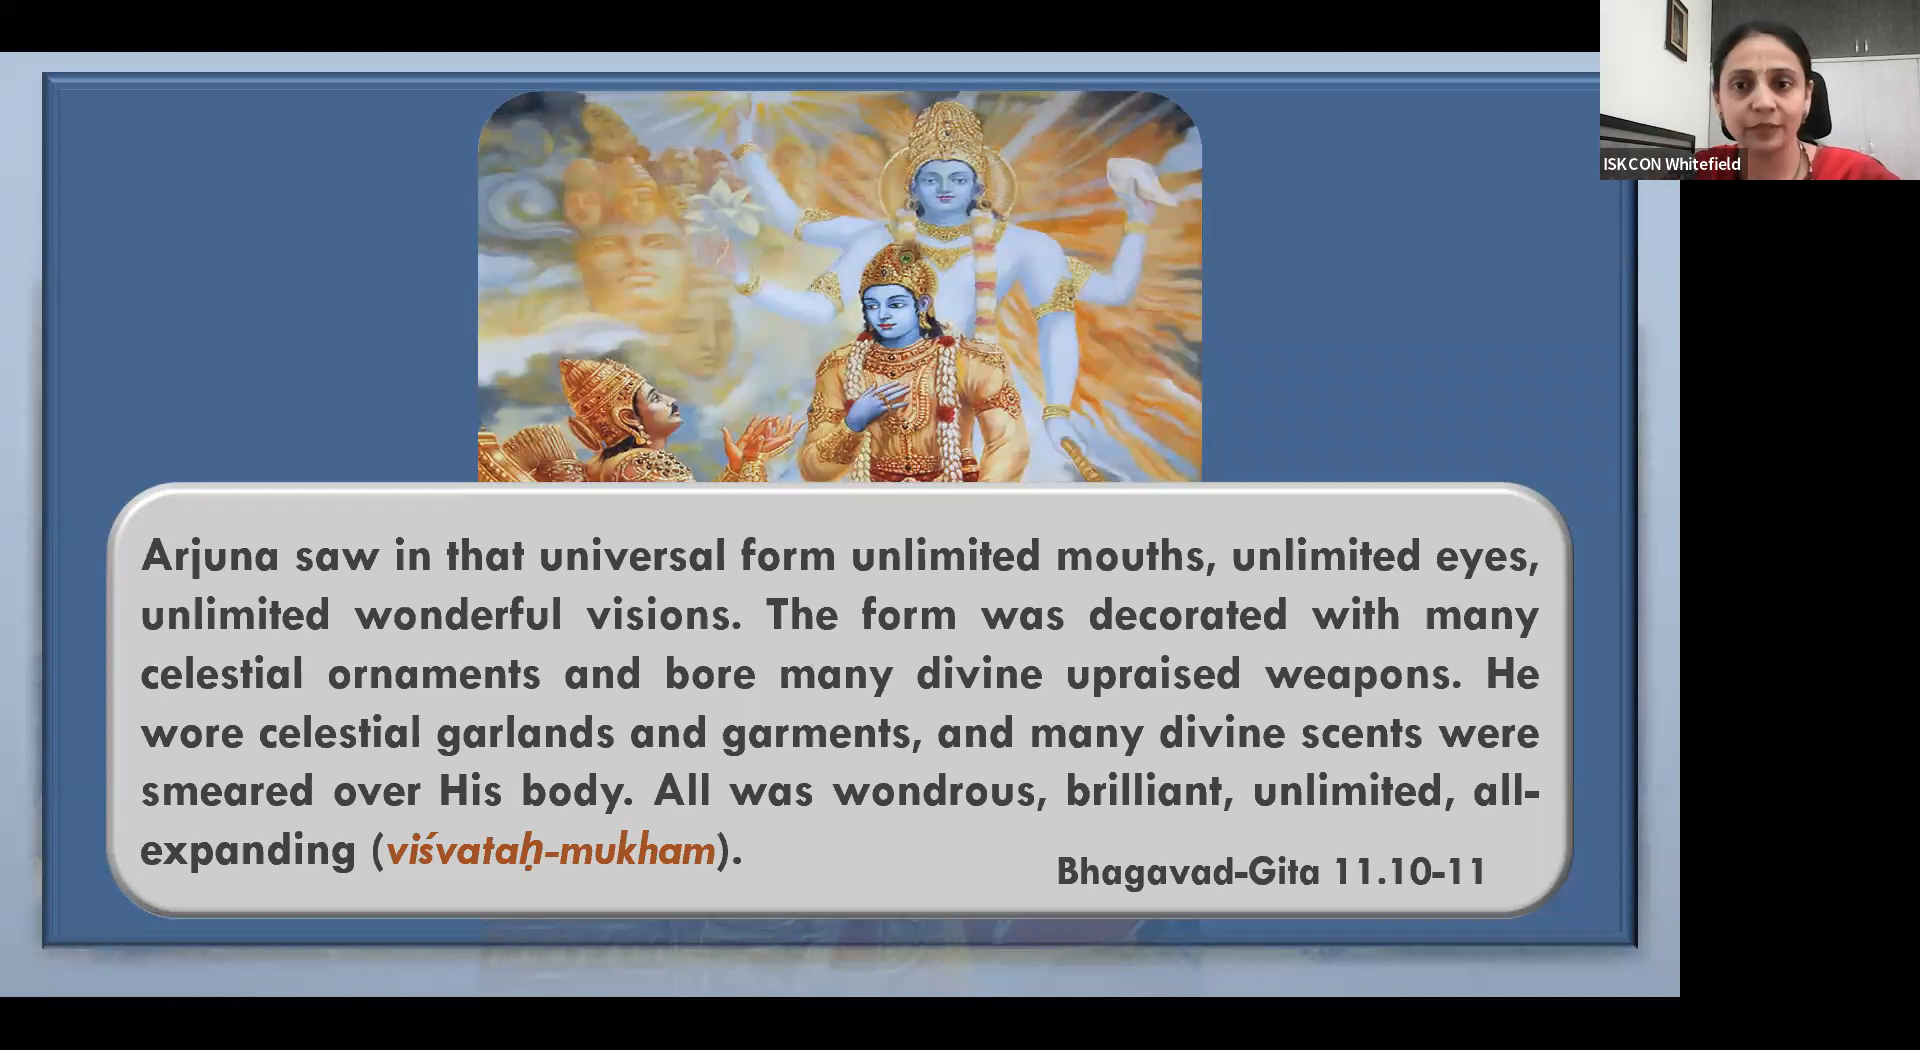 ISKCON Whitefield
Arjuna saw in that universal form unlimited mouths, unlimited eyes,
unlimited wonderful visions. The form was decorated with many
celestial ornaments and bore many divine upraised weapons. He
wore celestial garlands and garments, and many divine scents were
smeared over His body. All was wondrous, brilliant, unlimited, all-
expanding (viśvataḥ-mukham).
Bhagavad-Gita 11.10-11